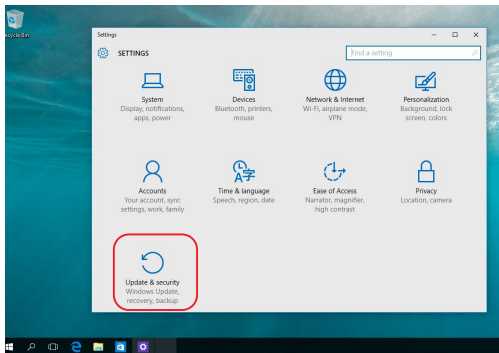 Recycle Bin
Settings
SETTINGS
Find a setting
System
Display, notifications,
apps, power
Devices
Bluetooth, printers,
mouse
Network & Internet
Wi-Fi, airplane mode,
VPN
Personalization
Background, lock
screen, colors
Accounts
Your account, sync
settings, work, family
Time & language
Speech, region, date
Ease of Access
Narrator, magnifier,
high contrast
Privacy
Location, camera
Update & security
Windows Update,
recovery, backup